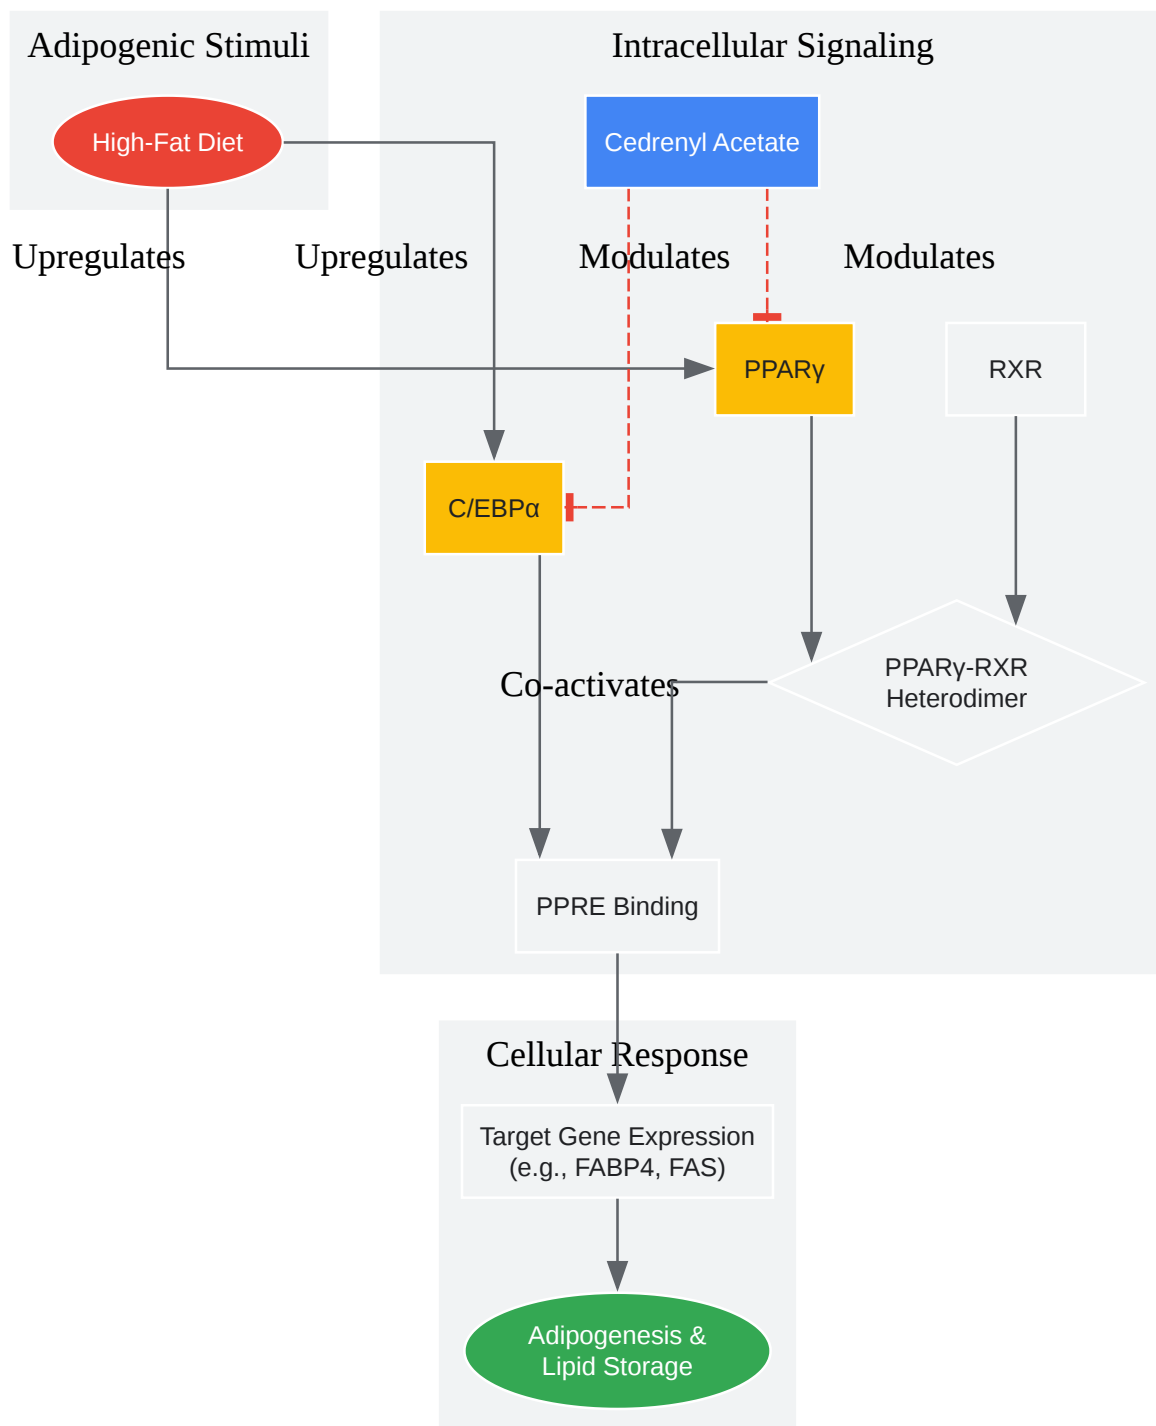 Adipogenic Stimuli
Intracellular Signaling
High-Fat Diet
Cedrenyl Acetate
Upregulates
Upregulates
Modulates
Modulates
PPARγ
RXR
C/EBPα
Co-activates
PPARγ-RXR
Heterodimer
PPRE Binding
Cellular Response
Target Gene Expression
(e.g., FABP4, FAS)
Adipogenesis &
Lipid Storage